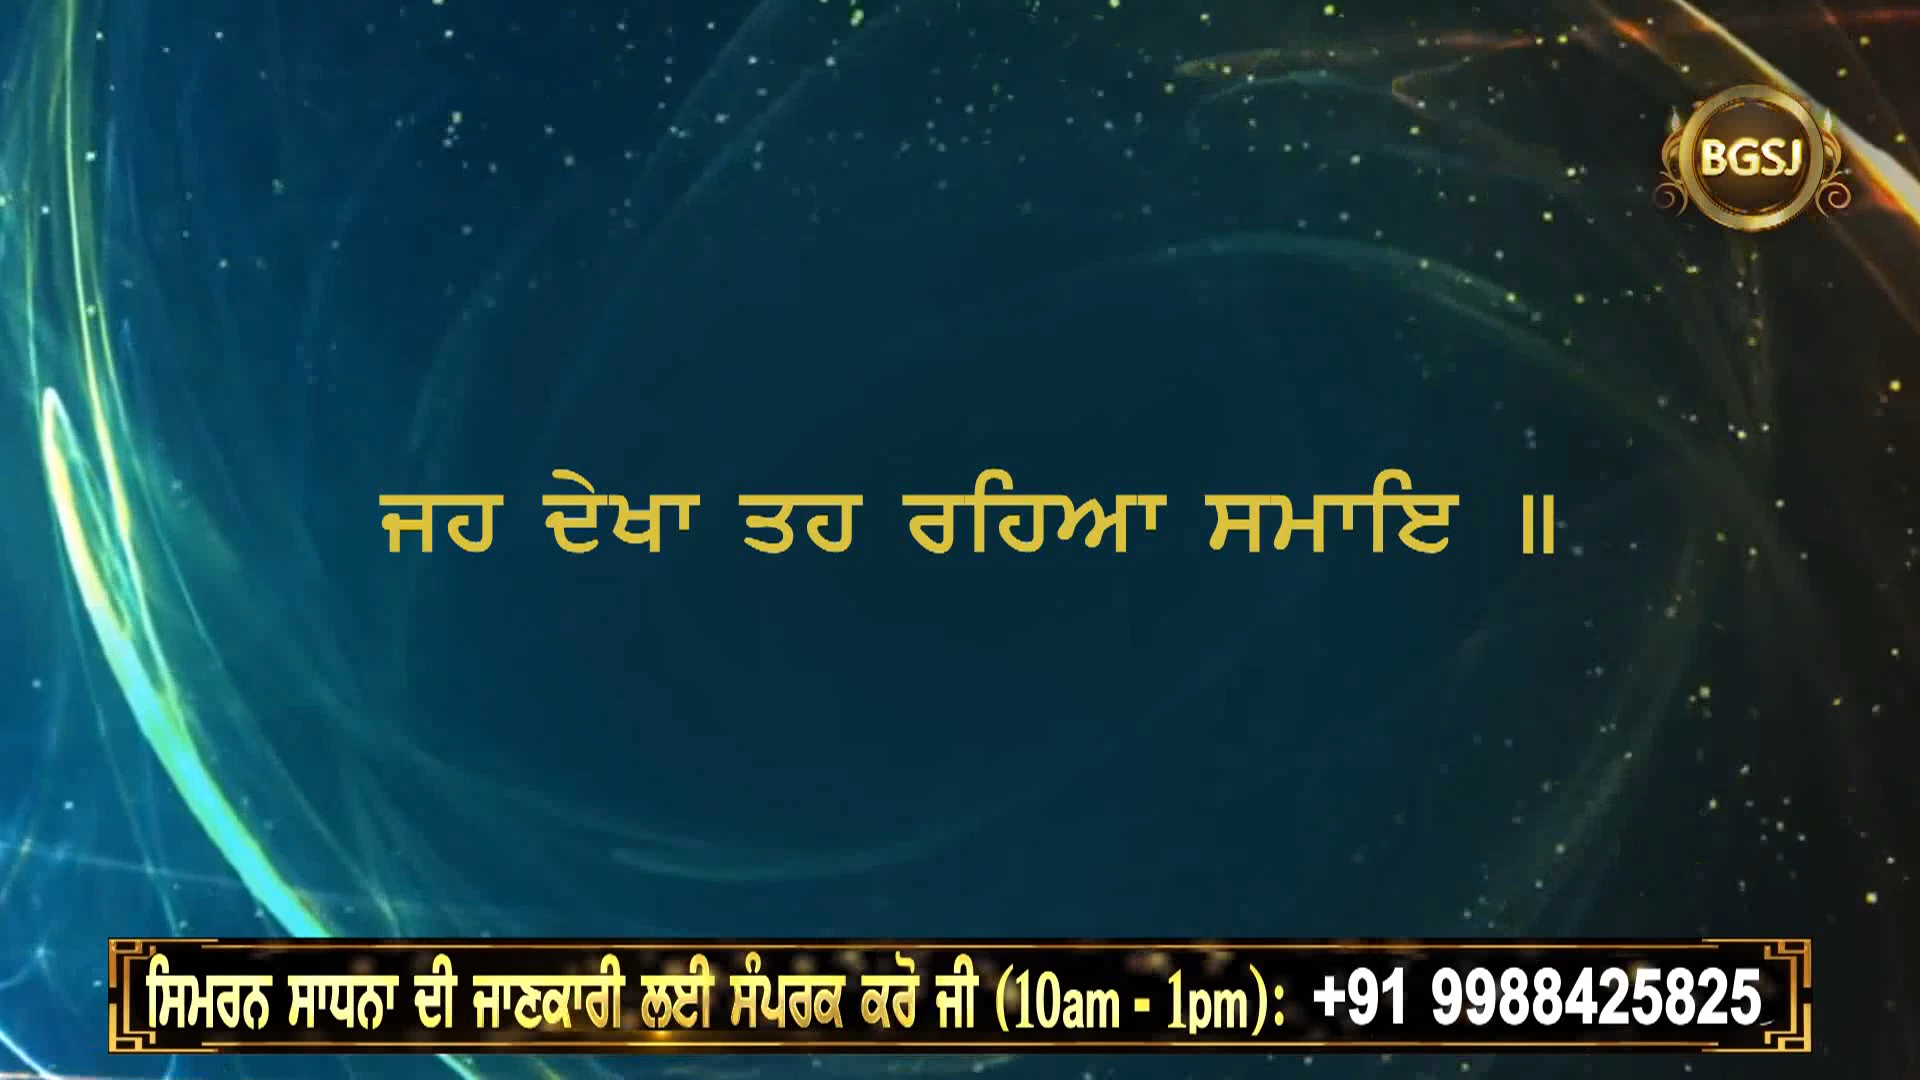 BGSJ
ਜਹ ਦੇਖਾ ਤਹ ਰਹਿਆ ਸਮਾਇ ॥
ਸਿਮਰਨ ਸਾਧਨਾ ਦੀ ਜਾਣਕਾਰੀ ਲਈ ਸੰਪਰਕ ਕਰੋ ਜੀ (10am - 1pm): +91 9988425825